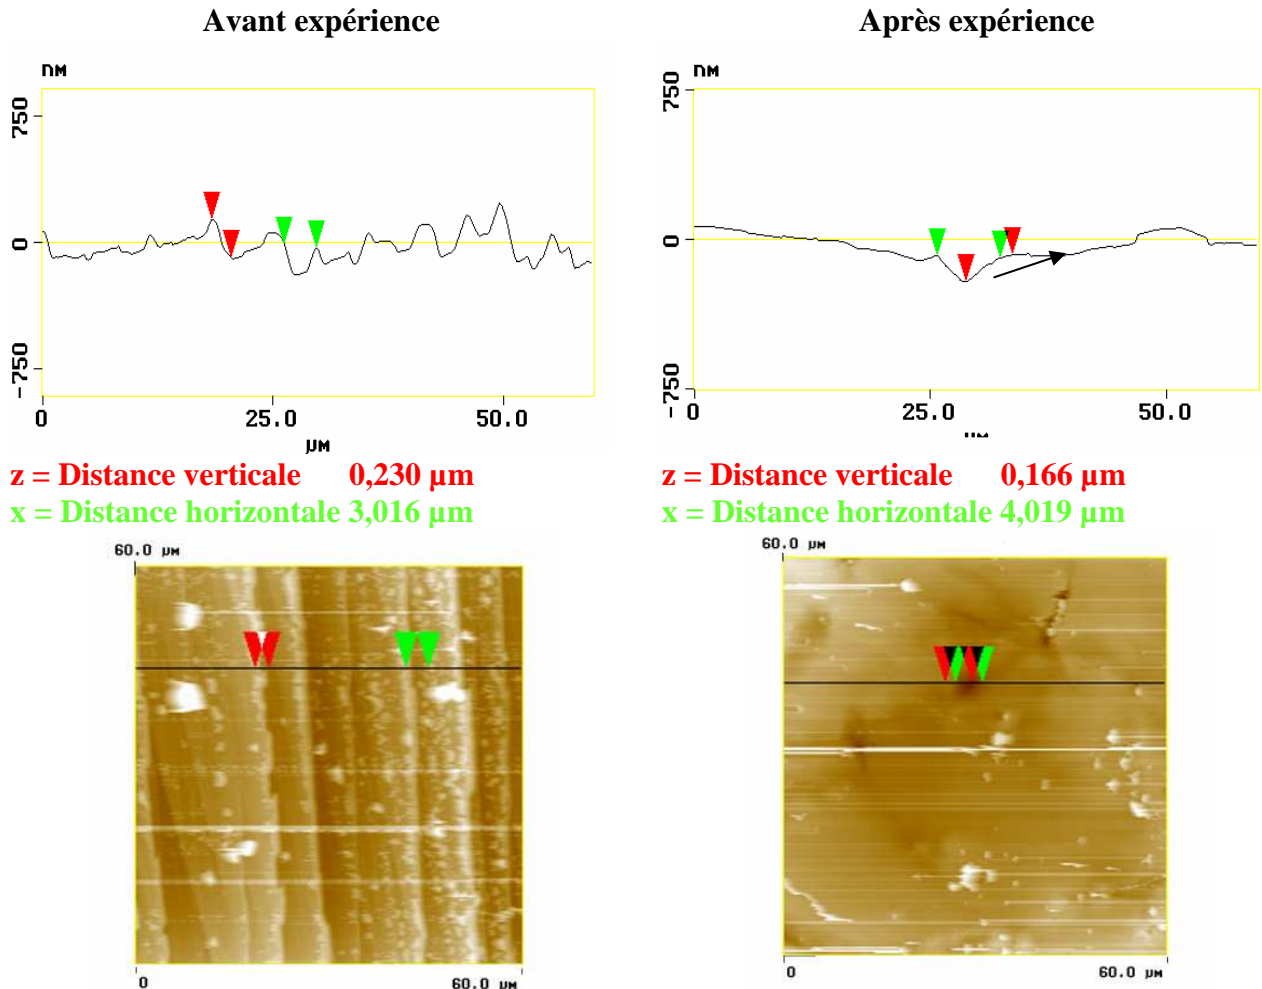 Avant expérience
nM
750
0
-750
0
25.0
50.0
µM
z = Distance verticale 0,230 µm
x = Distance horizontale 3,016 µm
60.0 µM
0
60.0 µM
Après expérience
nM
750
0
-750
0
25.0
50.0
z = Distance verticale 0,166 µm
x = Distance horizontale 4,019 µm
60.0 µM
0
60.0 µM